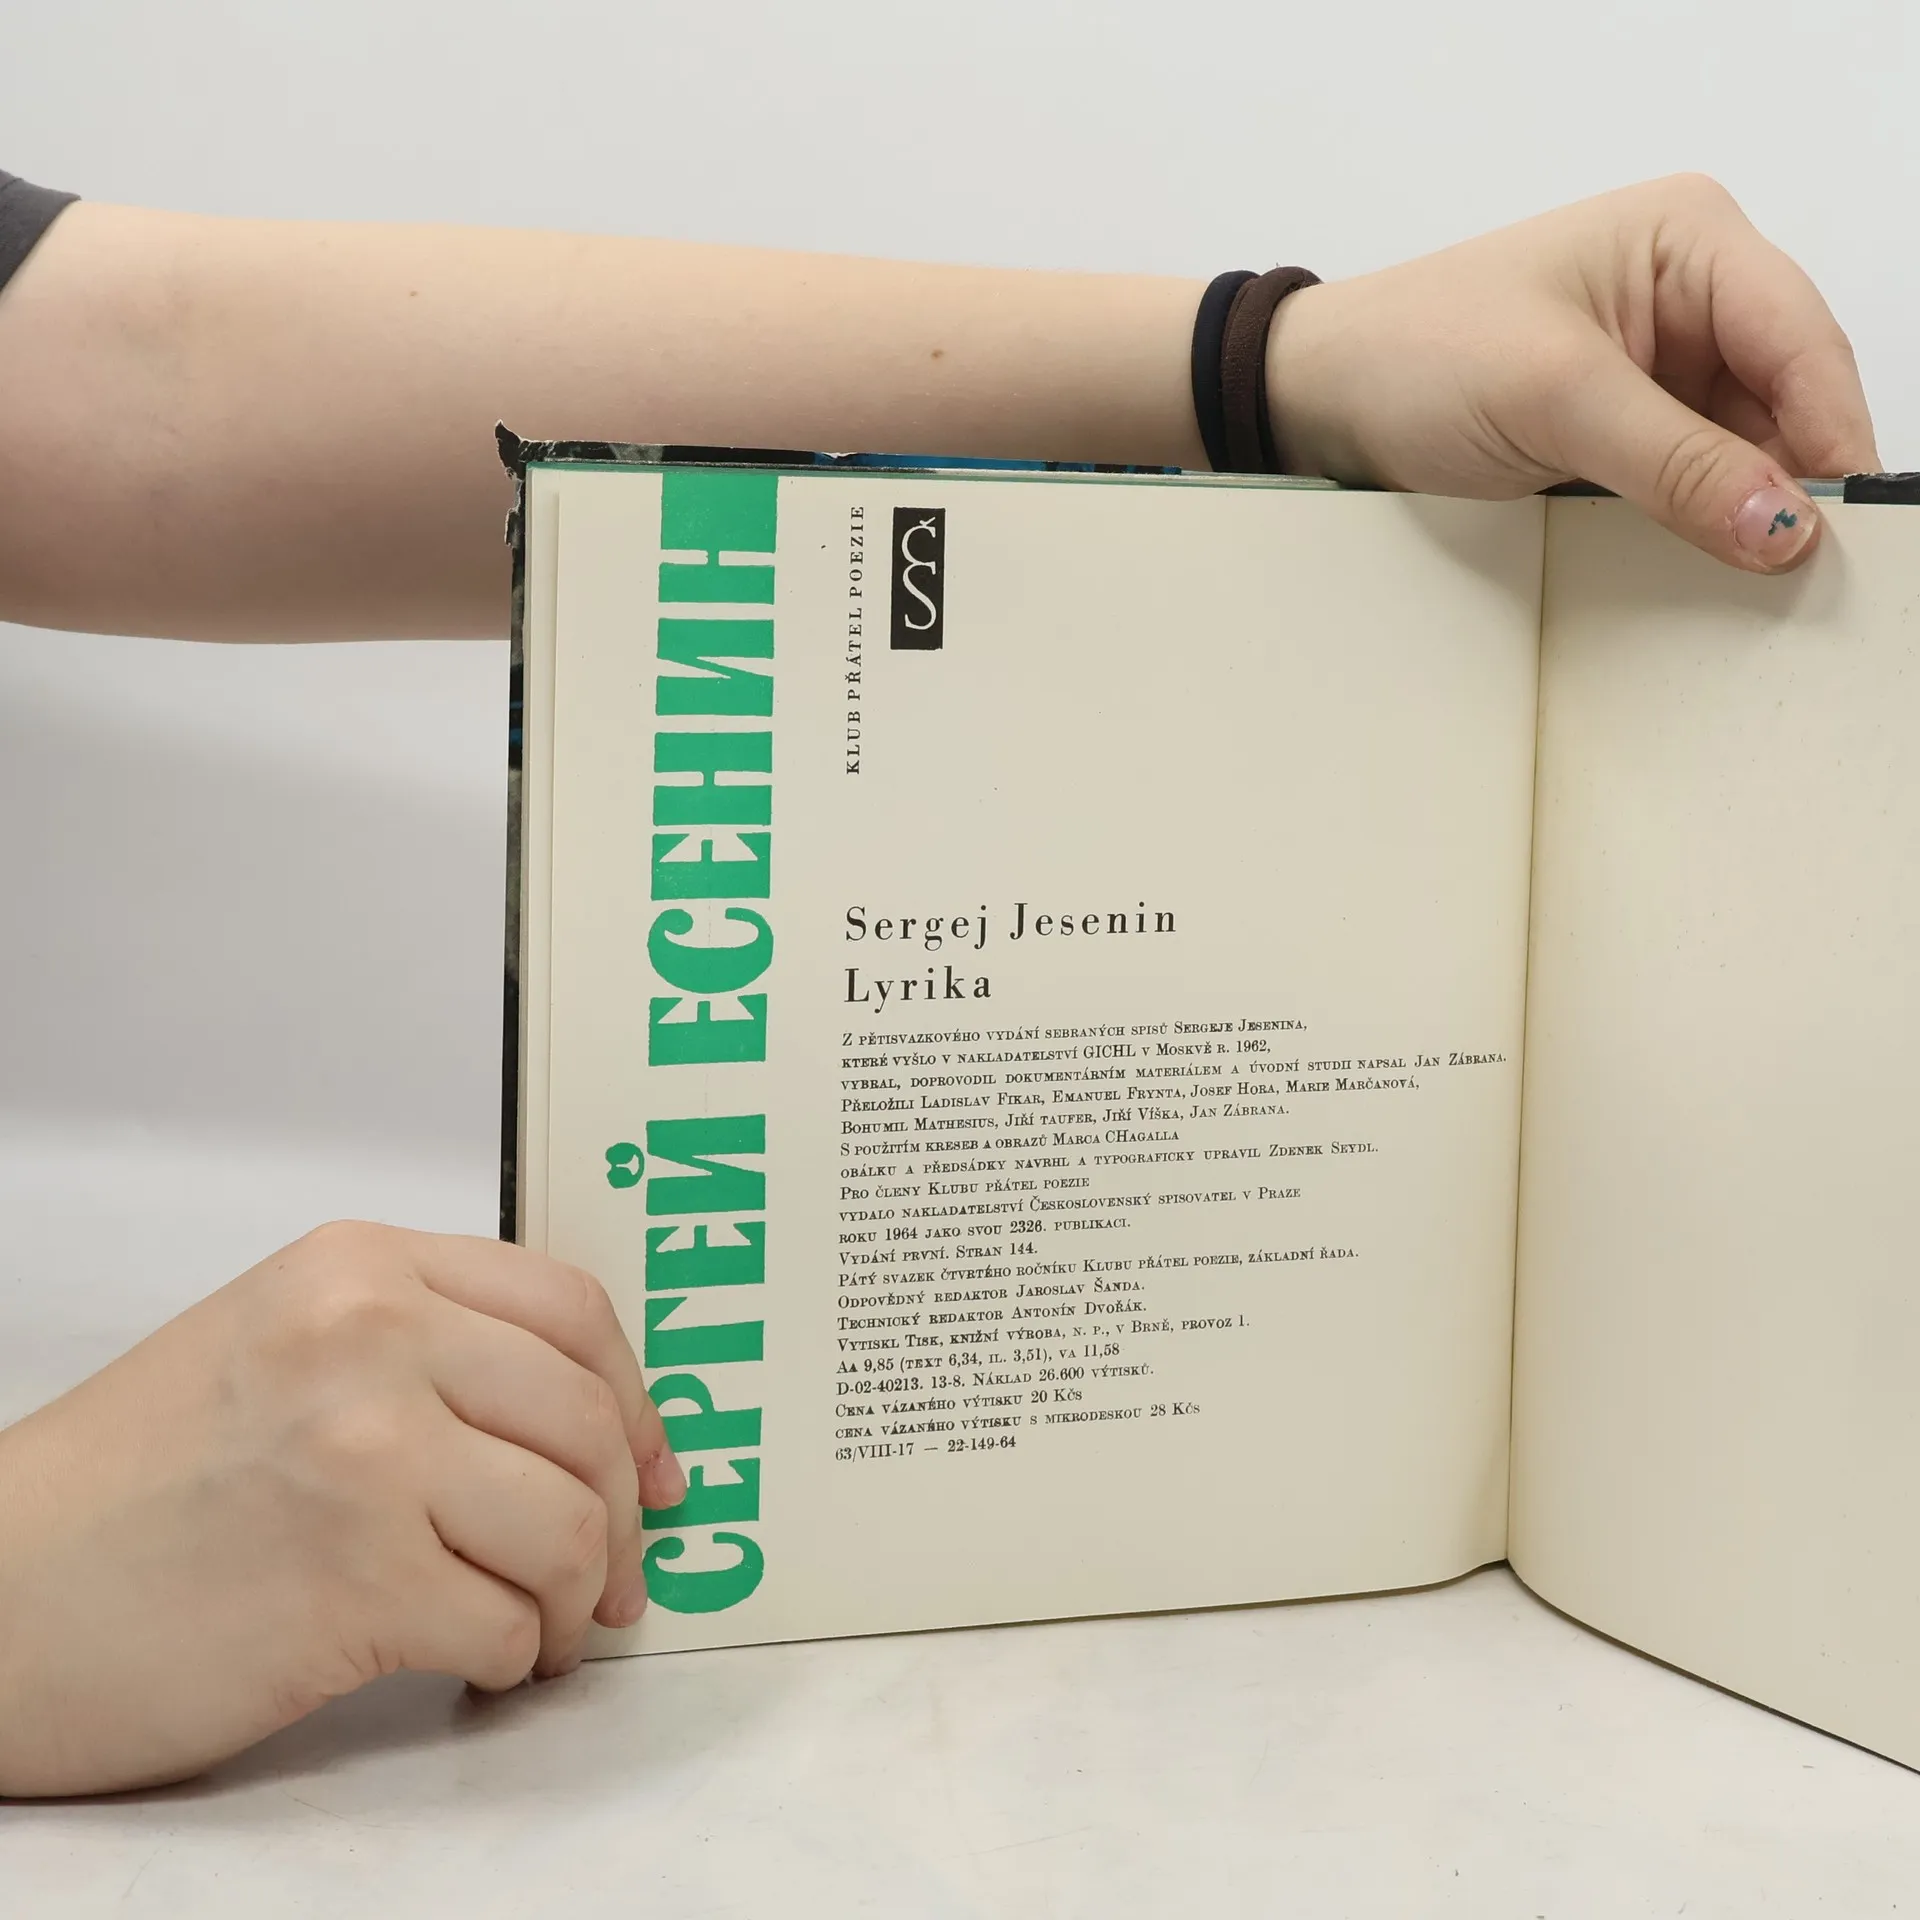 СЕРГЕЙ ЕСЕНИН
KLUB PŘÁTEL POEZIE
ČS
Sergej Jesenin
Lyrika
Z PĚTISVAZKOVÉHO VYDÁNÍ SEBRANÝCH SPISŮ SERGEJE JESENINA,
KTERÉ VYŠLO V NAKLADATELSTVÍ GICHL V MOSKVĚ R. 1962,
VYBRAL, DOPROVODIL DOKUMENTÁRNÍM MATERIÁLEM A ÚVODNÍ STUDII NAPSAL JAN ZÁBRANA.
PŘELOŽILI LADISLAV FIKAR, EMANUEL FRYNTA, JOSEF HORA, MARIE MARČANOVÁ,
BOHUMIL MATHESIUS, JIŘÍ TAUFER, JIŘÍ VÍŠKA, JAN ZÁBRANA.
S POUŽITÍM KRESEB A OBRAZŮ MARCA CHAGALLA
OBÁLKU A PŘEDSÁDKY NAVRHL A TYPOGRAFICKY UPRAVIL ZDENEK SEYDL.
PRO ČLENY KLUBU PŘÁTEL POEZIE
VYDALO NAKLADATELSTVÍ ČESKOSLOVENSKÝ SPISOVATEL V PRAZE
ROKU 1964 JAKO SVOU 2326. PUBLIKACI.
VYDÁNÍ PRVNÍ. STRAN 144.
PÁTÝ SVAZEK ČTVRTÉHO ROČNÍKU KLUBU PŘÁTEL POEZIE, ZÁKLADNÍ ŘADA.
ODPOVĚDNÝ REDAKTOR JAROSLAV ŠANDA.
TECHNICKÝ REDAKTOR ANTONÍN DVOŘÁK.
VYTISKL TISK, KNIŽNÍ VÝROBA, N. P., V BRNĚ, PROVOZ 1.
AA 9,85 (TEXT 6,34, IL. 3,51), VA 11,58
D-02-40213. 13-8. NÁKLAD 26.600 VÝTISKŮ.
CENA VÁZANÉHO VÝTISKU 20 KČS
CENA VÁZANÉHO VÝTISKU S MIKRODESKOU 28 KČS
63/VIII-17 — 22-149-64